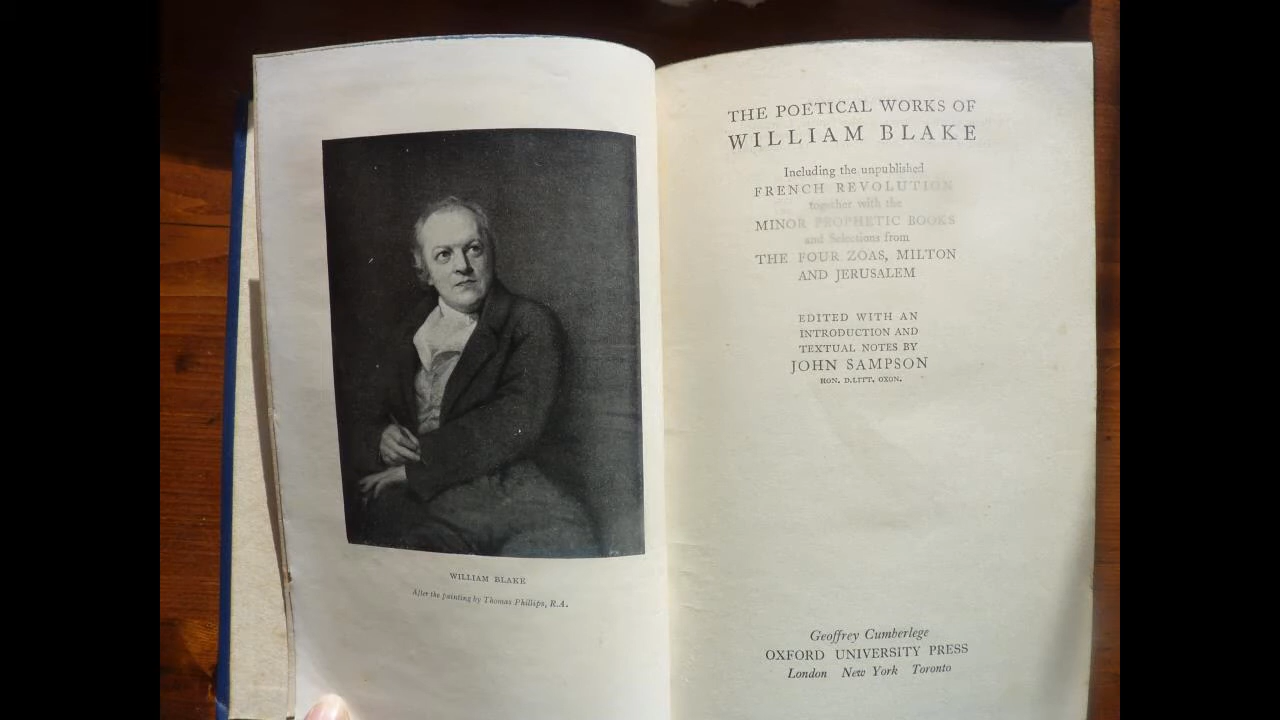 WILLIAM BLAKE
After the painting by Thomas Phillips, R.A.
THE POETICAL WORKS OF
WILLIAM BLAKE
Including the unpublished
FRENCH REVOLUTION
together with the
MINOR PROPHETIC BOOKS
and Selections from
THE FOUR ZOAS, MILTON
AND JERUSALEM
EDITED WITH AN
INTRODUCTION AND
TEXTUAL NOTES BY
JOHN SAMPSON
HON. D.LITT. OXON.
Geoffrey Cumberlege
OXFORD UNIVERSITY PRESS
London New York Toronto